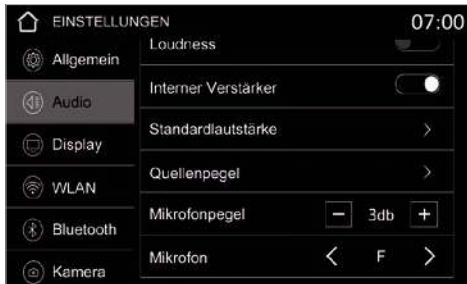 EINSTELLUNGEN 07:00
Allgemein
Audio
Display
WLAN
Bluetooth
Kamera
Loudness
Interner Verstärker
Standardlautstärke
Quellenpegel
Mikrofonpegel − 3db +
Mikrofon < F >